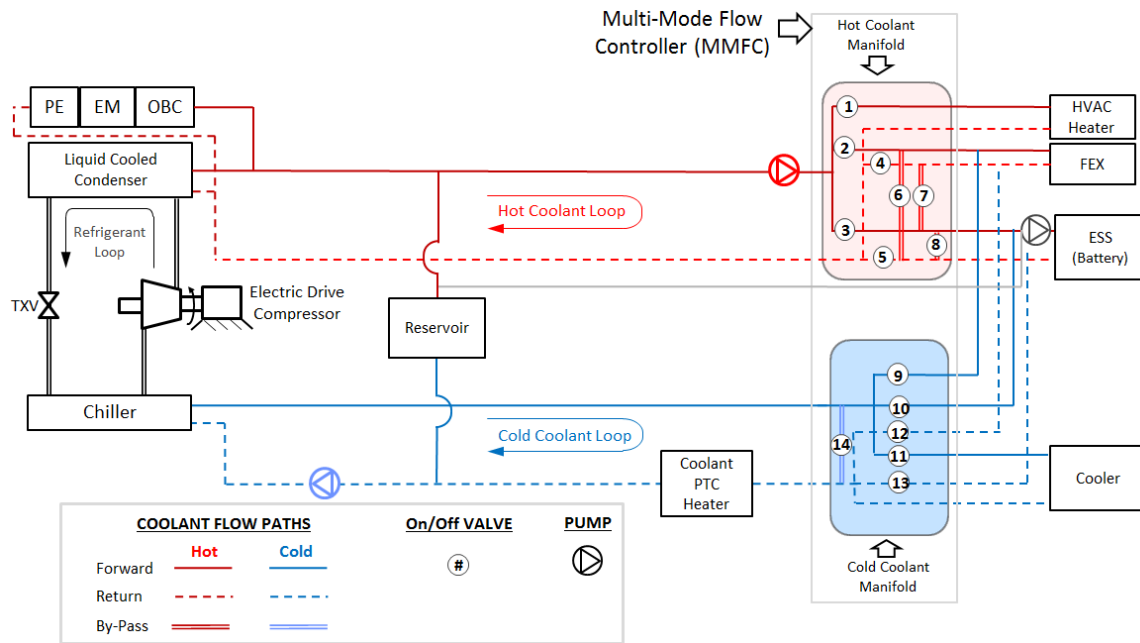 Multi-Mode Flow
Controller (MMFC)
Hot Coolant
Manifold
PE EM OBC
1
HVAC
Heater
Liquid Cooled
Condenser
2
FEX
4
6
7
Hot Coolant Loop
Refrigerant
Loop
3
8
5
ESS
(Battery)
TXV
Electric Drive
Compressor
Reservoir
9
Chiller
10
12
14
Cold Coolant Loop
11
Coolant
PTC
Heater
13
Cooler
COOLANT FLOW PATHS
On/Off VALVE
PUMP
Hot Cold
Forward
#
Return
By-Pass
Cold Coolant
Manifold